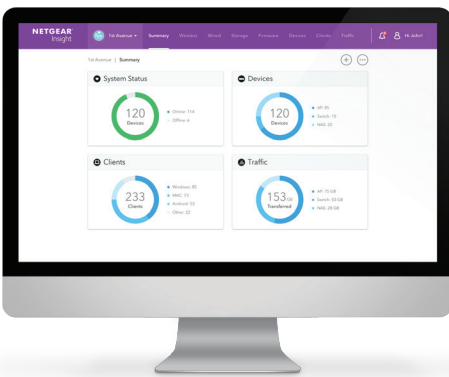 NETGEAR
Insight
1st Avenue
Summary
Wireless
Wired
Storage
Firmware
Devices
Clients
Traffic
Hi John!
1st Avenue | Summary
System Status
120
Devices
Online: 114
Offline: 6
Devices
120
Devices
AP: 85
Switch: 15
NAS: 20
Clients
233
Clients
Windows: 85
MAC: 73
Android: 53
Other: 22
Traffic
153 GB
Transferred
AP: 75 GB
Switch: 50 GB
NAS: 28 GB